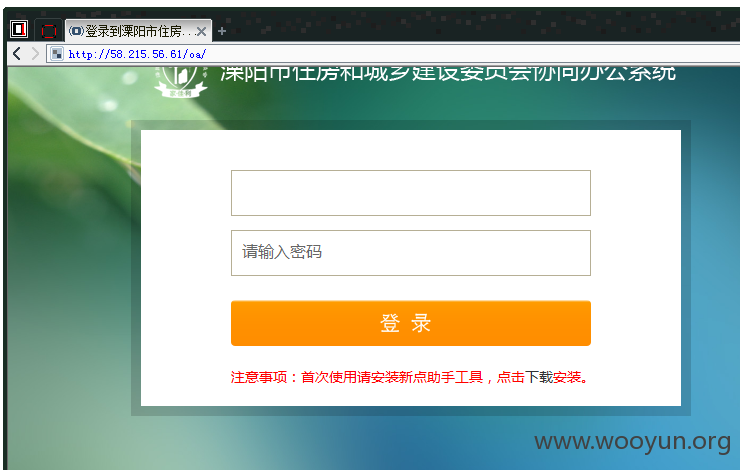 登录到溧阳市住房...
http://58.215.56.61/oa/
溧阳市住房和城乡建设委员会协同办公系统
请输入密码
登 录
注意事项：首次使用请安装新点助手工具，点击下载安装。
www.wooyun.org